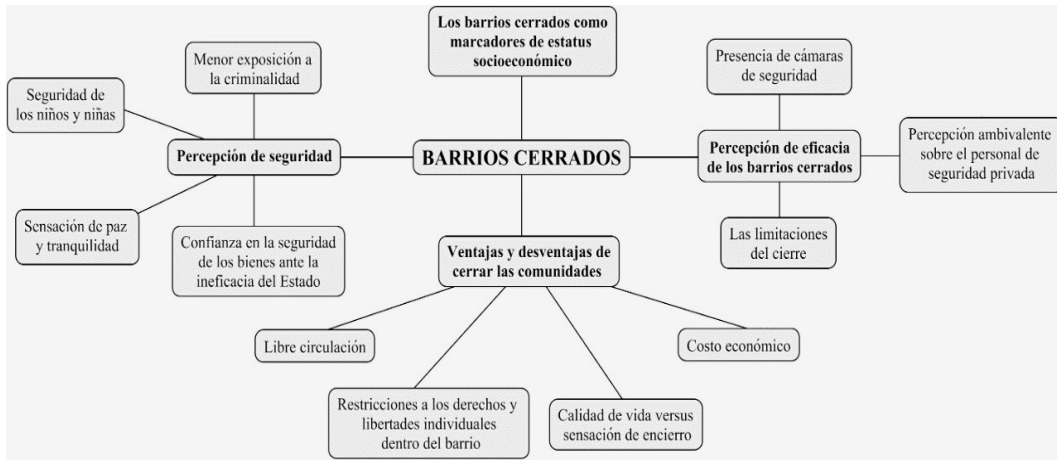 Los barrios cerrados como
marcadores de estatus
socioeconómico
Menor exposición a
la criminalidad
Presencia de cámaras
de seguridad
Seguridad de
los niños y niñas
Percepción de seguridad
BARRIOS CERRADOS
Percepción de eficacia
de los barrios cerrados
Percepción ambivalente
sobre el personal de
seguridad privada
Sensación de paz
y tranquilidad
Confianza en la seguridad
de los bienes ante la
ineficacia del Estado
Ventajas y desventajas de
cerrar las comunidades
Las limitaciones
del cierre
Libre circulación
Costo económico
Restricciones a los derechos y
libertades individuales
dentro del barrio
Calidad de vida versus
sensación de encierro